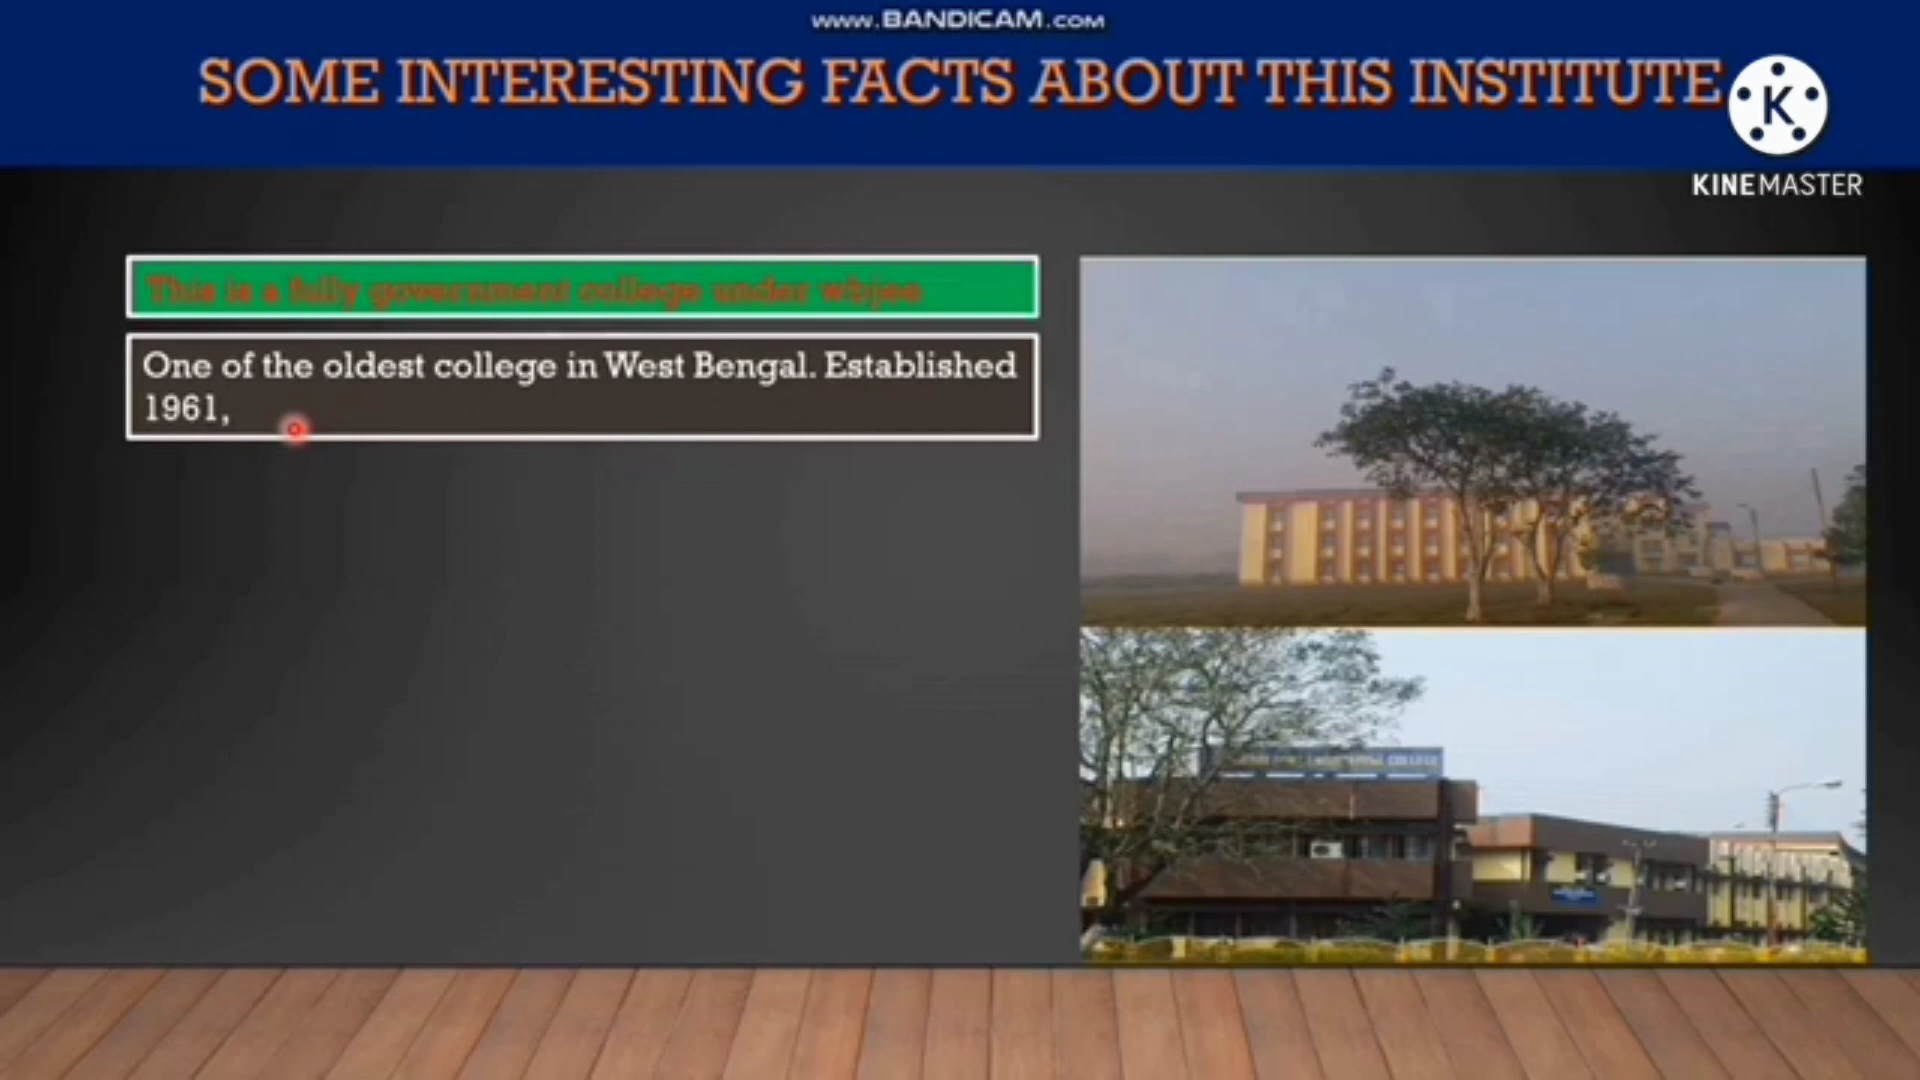 www.BANDICAM.COM
SOME INTERESTING FACTS ABOUT THIS INSTITUTE
K
KINEMASTER
This is a fully government college under wbjee
One of the oldest college in West Bengal. Established
1961,
COLLEGE